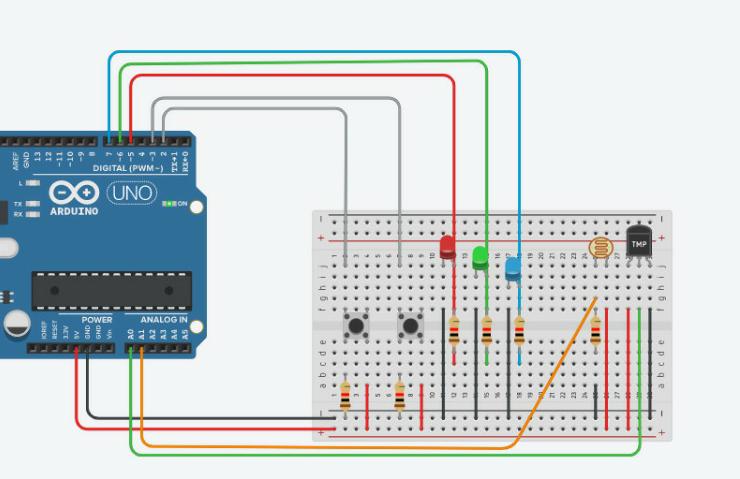 AREF
GND
13
12
~11
~10
~9
8
7
~6
~5
4
~3
2
TX→1
RX←0
DIGITAL (PWM~)
L
TX
RX
UNO
ARDUINO
ON
POWER
ANALOG IN
IOREF
RESET
3.3V
5V
GND
GND
Vin
A0
A1
A2
A3
A4
A5
TMP
a b c d e
f g h i j